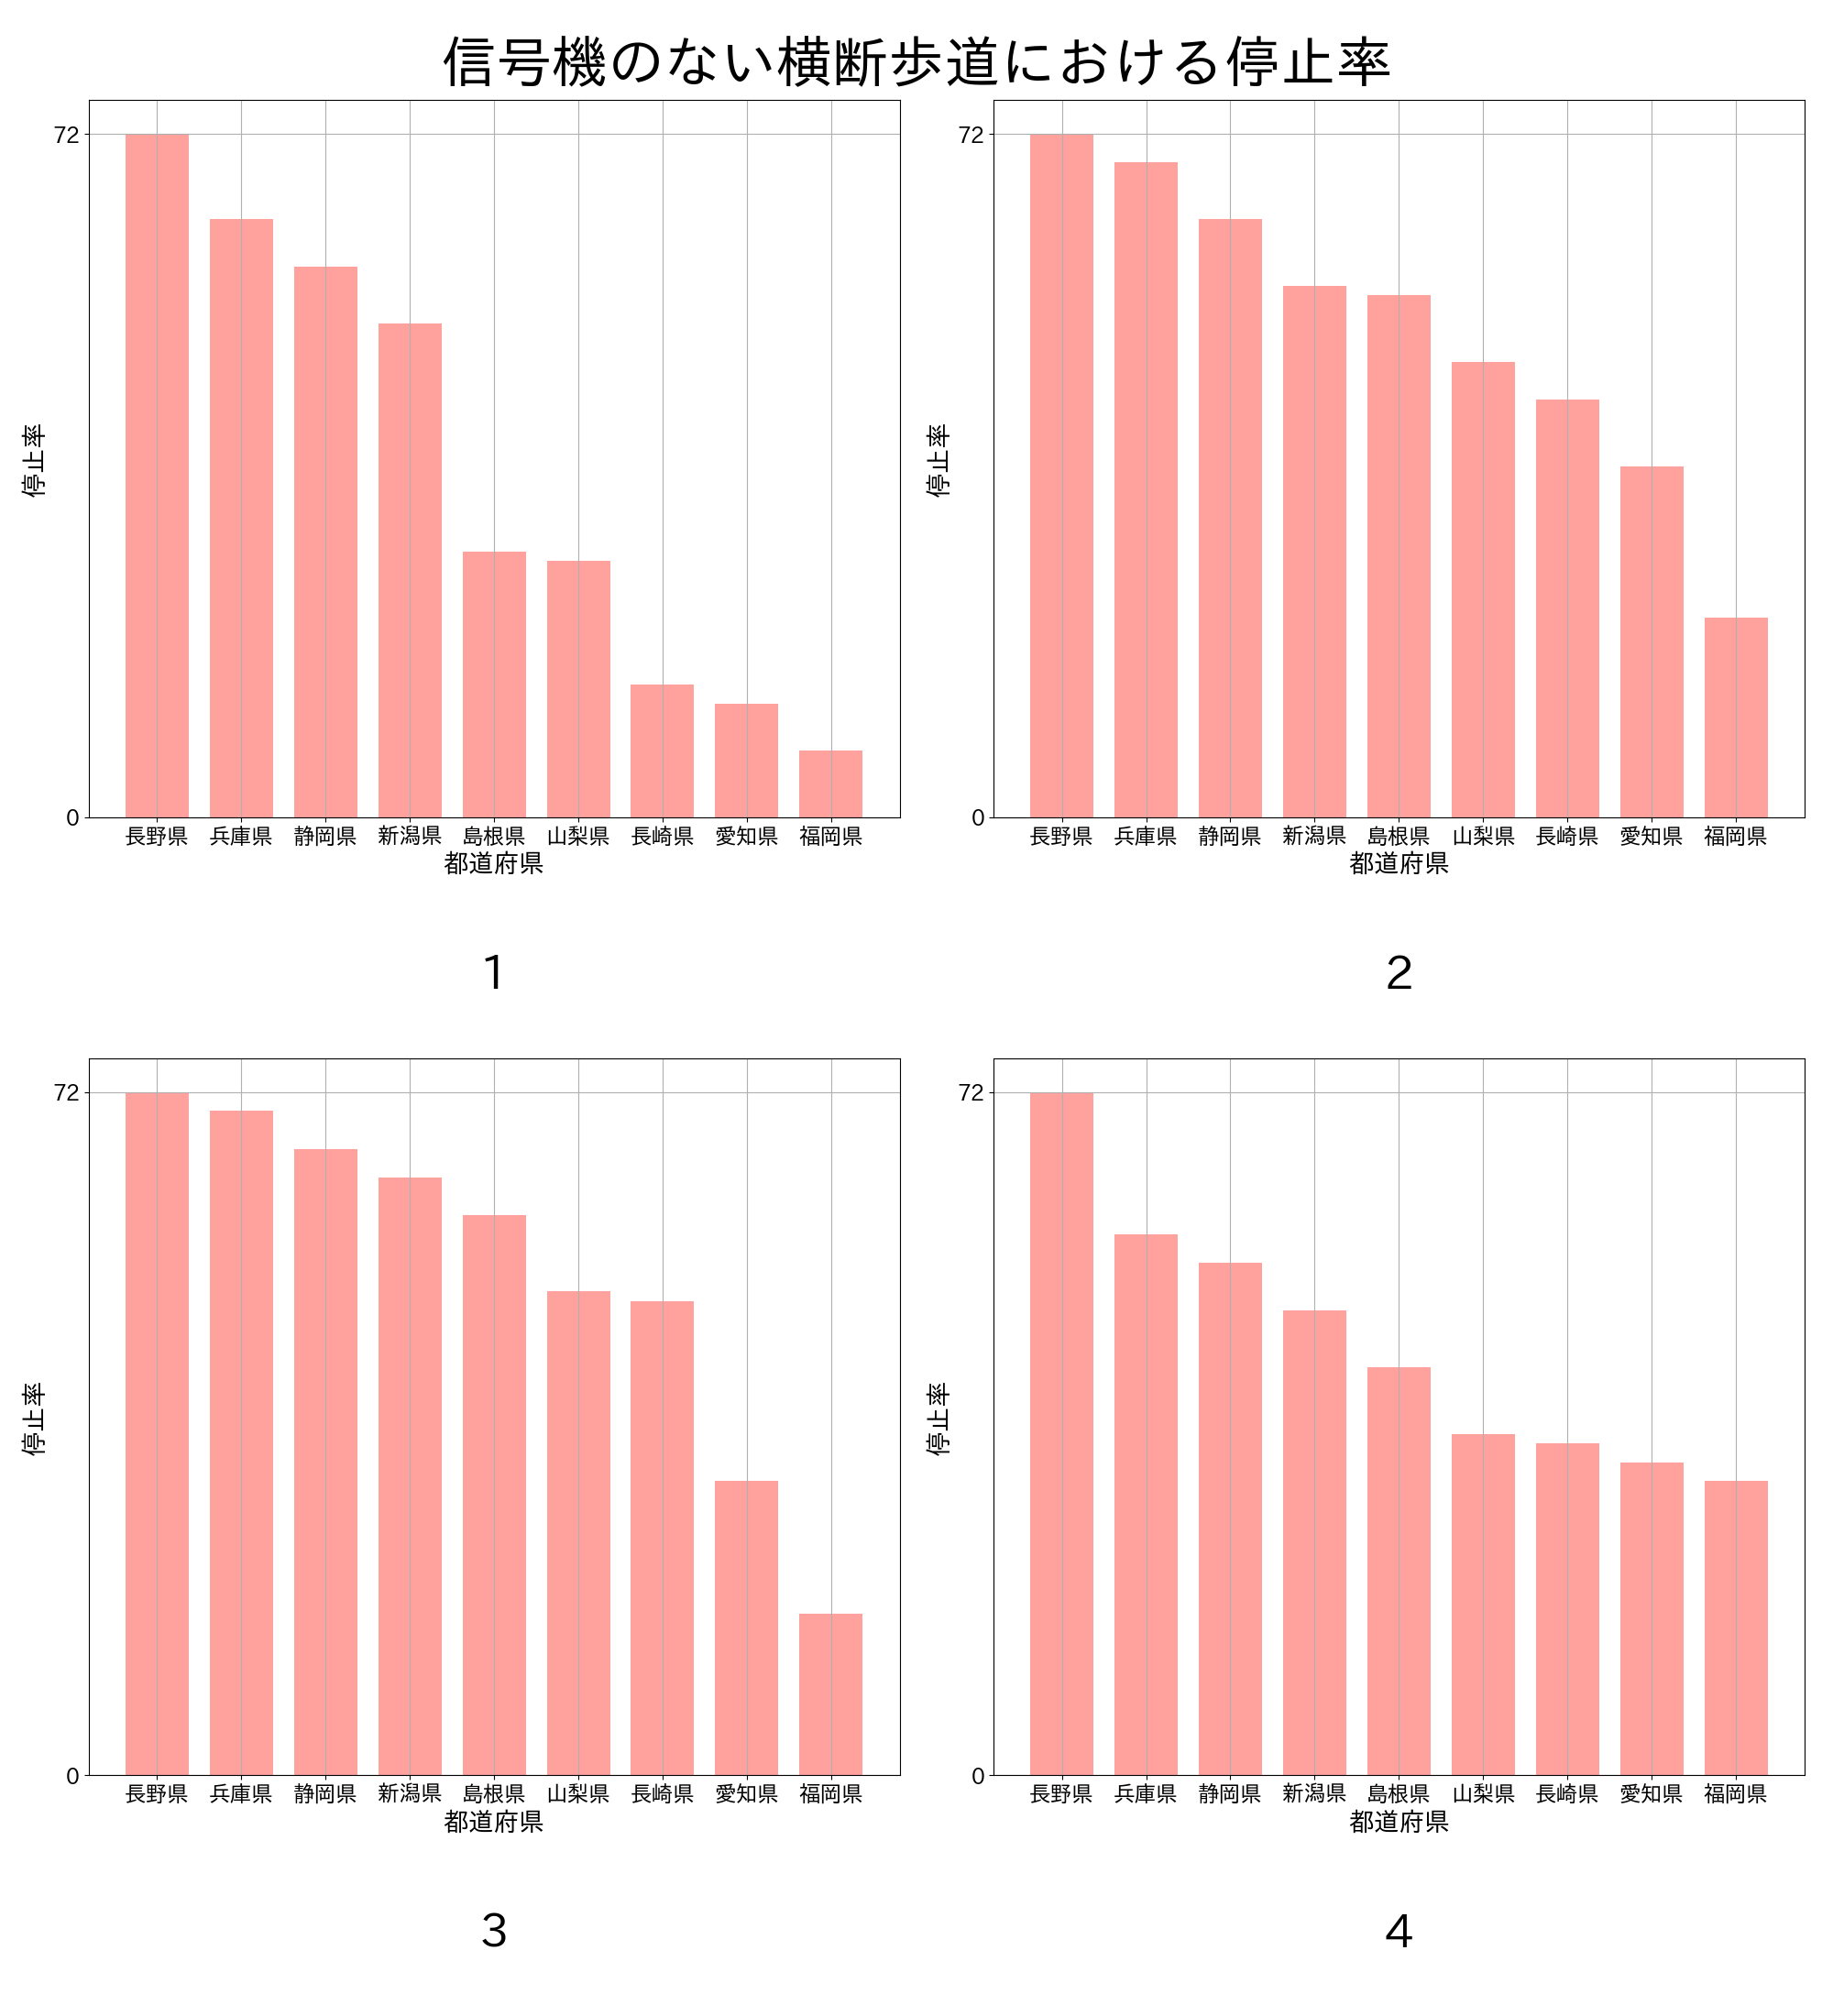 信号機のない横断歩道における停止率
72
停止率
0
長野県 兵庫県 静岡県 新潟県 島根県 山梨県 長崎県 愛知県 福岡県
都道府県
1
72
停止率
0
長野県 兵庫県 静岡県 新潟県 島根県 山梨県 長崎県 愛知県 福岡県
都道府県
2
72
停止率
0
長野県 兵庫県 静岡県 新潟県 島根県 山梨県 長崎県 愛知県 福岡県
都道府県
3
72
停止率
0
長野県 兵庫県 静岡県 新潟県 島根県 山梨県 長崎県 愛知県 福岡県
都道府県
4